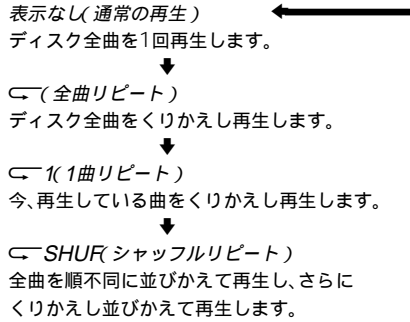 表示なし(通常の再生)
ディスク全曲を1回再生します。
(全曲リピート)
ディスク全曲をくりかえし再生します。
1(1曲リピート)
今、再生している曲をくりかえし再生します。
SHUF(シャッフルリピート)
全曲を順不同に並びかえて再生し、さらに
くりかえし並びかえて再生します。